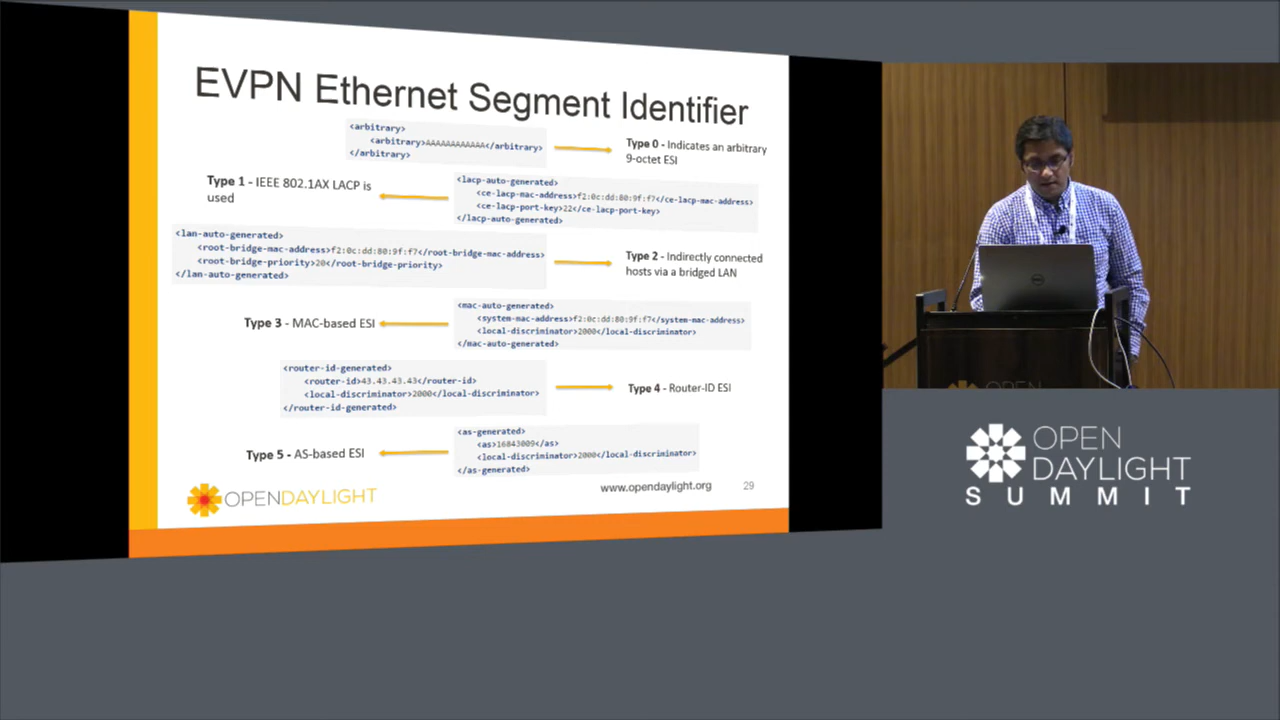 EVPN Ethernet Segment Identifier
<arbitrary>
<arbitrary>AAAAAAAAAAAA</arbitrary>
</arbitrary>
Type 0 - Indicates an arbitrary
9-octet ESI
Type 1 - IEEE 802.1AX LACP is
used
<lacp-auto-generated>
<ce-lacp-mac-address>f2:0c:dd:80:9f:f7</ce-lacp-mac-address>
<ce-lacp-port-key>22</ce-lacp-port-key>
</lacp-auto-generated>
<lan-auto-generated>
<root-bridge-mac-address>f2:0c:dd:80:9f:f7</root-bridge-mac-address>
<root-bridge-priority>20</root-bridge-priority>
</lan-auto-generated>
Type 2 - Indirectly connected
hosts via a bridged LAN
Type 3 - MAC-based ESI
<mac-auto-generated>
<system-mac-address>f2:0c:dd:80:9f:f7</system-mac-address>
<local-discriminator>2000</local-discriminator>
</mac-auto-generated>
<router-id-generated>
<router-id>43.43.43.43</router-id>
<local-discriminator>2000</local-discriminator>
</router-id-generated>
Type 4 - Router-ID ESI
Type 5 - AS-based ESI
<as-generated>
<as>16843009</as>
<local-discriminator>2000</local-discriminator>
</as-generated>
OPENDAYLIGHT
www.opendaylight.org
29
DELL
OPEN
OPEN
DAYLIGHT
SUMMIT